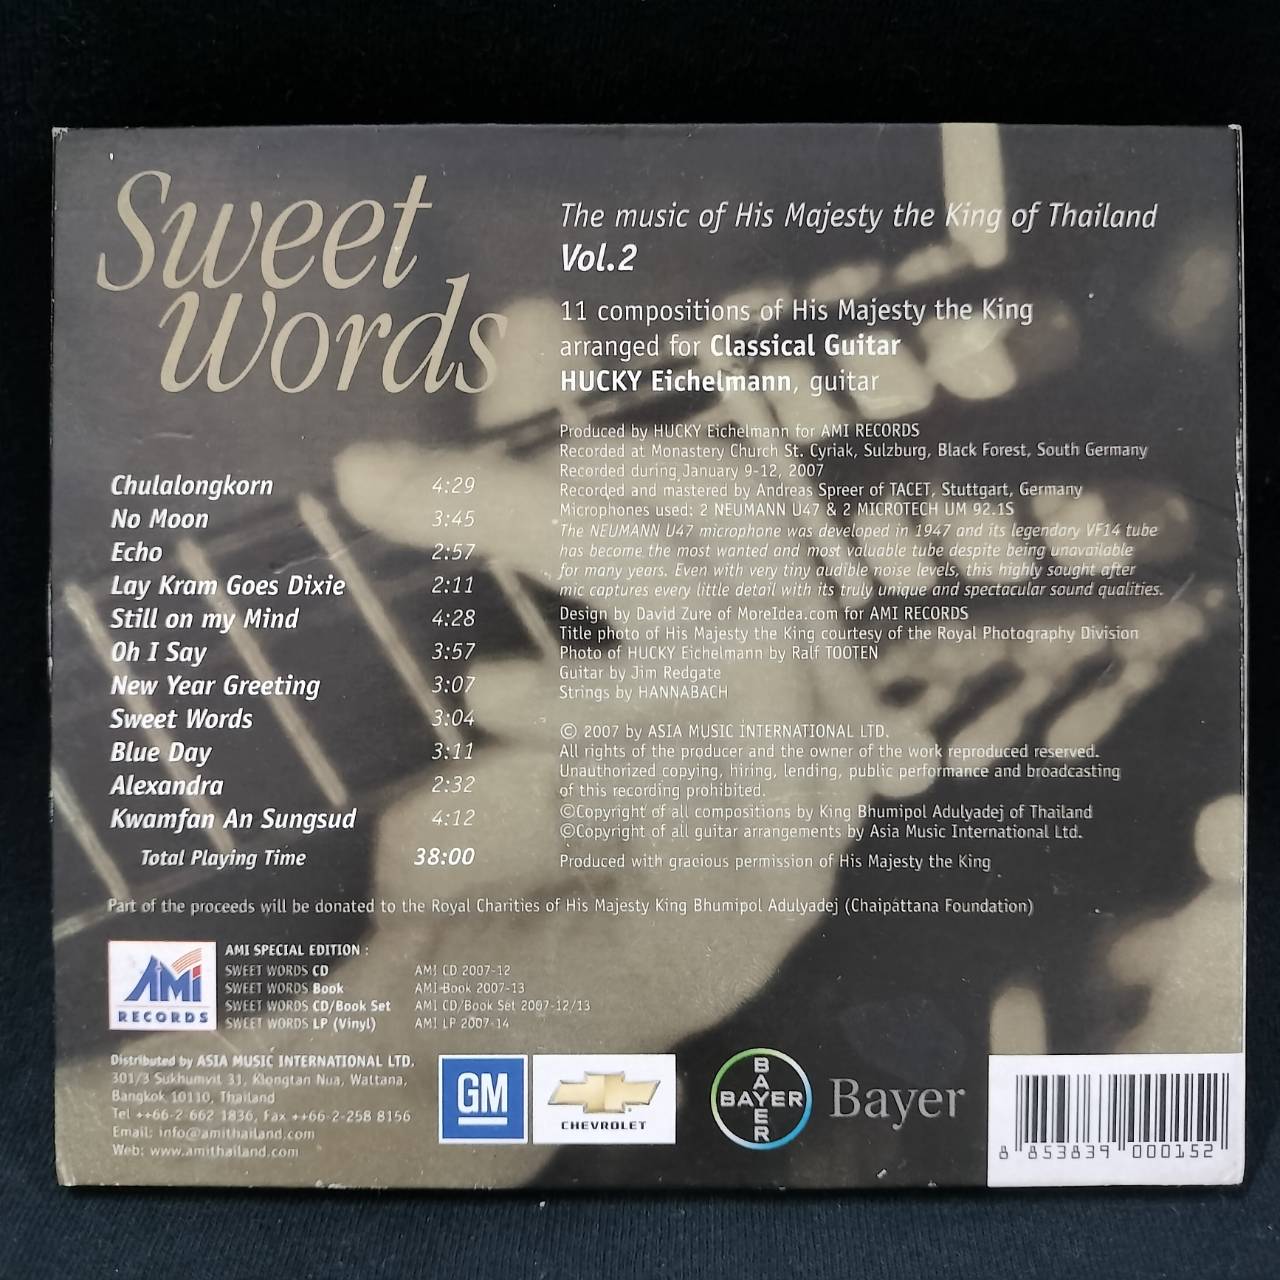 Sweet
Words
The music of His Majesty the King of Thailand
Vol.2
11 compositions of His Majesty the King
arranged for Classical Guitar
HUCKY Eichelmann, guitar
Produced by HUCKY Eichelmann for AMI RECORDS
Recorded at Monastery Church St. Cyriak, Sulzburg, Black Forest, South Germany
Recorded during January 9-12, 2007
Recorded and mastered by Andreas Spreer of TACET, Stuttgart, Germany
Microphones used: 2 NEUMANN U47 & 2 MICROTECH UM 92.1S
The NEUMANN U47 microphone was developed in 1947 and its legendary VF14 tube
has become the most wanted and most valuable tube despite being unavailable
for many years. Even with very tiny audible noise levels, this highly sought after
mic captures every little detail with its truly unique and spectacular sound qualities.
Design by David Zure of MoreIdea.com for AMI RECORDS
Title photo of His Majesty the King courtesy of the Royal Photography Division
Photo of HUCKY Eichelmann by Ralf TOOTEN
Guitar by Jim Redgate
Strings by HANNABACH
© 2007 by ASIA MUSIC INTERNATIONAL LTD.
All rights of the producer and the owner of the work reproduced reserved.
Unauthorized copying, hiring, lending, public performance and broadcasting
of this recording prohibited.
©Copyright of all compositions by King Bhumipol Adulyadej of Thailand
©Copyright of all guitar arrangements by Asia Music International Ltd.
Produced with gracious permission of His Majesty the King
Chulalongkorn 4:29
No Moon 3:45
Echo 2:57
Lay Kram Goes Dixie 2:11
Still on my Mind 4:28
Oh I Say 3:57
New Year Greeting 3:07
Sweet Words 3:04
Blue Day 3:11
Alexandra 2:32
Kwamfan An Sungsud 4:12
Total Playing Time 38:00
Part of the proceeds will be donated to the Royal Charities of His Majesty King Bhumipol Adulyadej (Chaipattana Foundation)
AMI
RECORDS
AMI SPECIAL EDITION :
SWEET WORDS CD AMI CD 2007-12
SWEET WORDS Book AMI-Book 2007-13
SWEET WORDS CD/Book Set AMI CD/Book Set 2007-12/13
SWEET WORDS LP (Vinyl) AMI LP 2007-14
Distributed by ASIA MUSIC INTERNATIONAL LTD.
301/3 Sukhumvit 31, Klongtan Nua, Wattana,
Bangkok 10110, Thailand
Tel ++66-2-662 1836, Fax ++66-2-258 8156
Email: info@amithailand.com
Web: www.amithailand.com
GM
CHEVROLET
BAYER
BAYER
Bayer
8 853839 000152